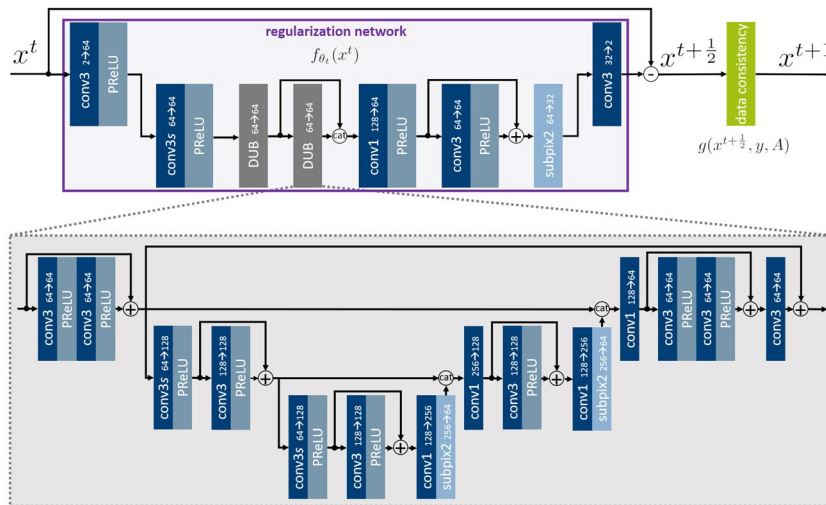 regularization network
f_{θ_t}(x^t)
x^t
conv3 2→64
PReLU
conv3s 64→64
PReLU
DUB 64→64
DUB 64→64
cat
conv1 128→64
PReLU
conv3 64→64
PReLU
+
subpix2 64→32
conv3 32→2
-
x^{t+\frac{1}{2}}
data consistency
g(x^{t+\frac{1}{2}}, y, A)
x^{t+1}
conv3 64→64
PReLU
conv3 64→64
PReLU
+
conv3s 64→128
PReLU
conv3 128→128
PReLU
+
conv3s 64→128
PReLU
conv3 128→128
PReLU
+
conv1 128→256
subpix2 256→64
cat
conv1 256→128
PReLU
conv3 128→128
PReLU
+
conv1 128→256
subpix2 256→64
cat
conv1 128→64
conv3 64→64
PReLU
conv3 64→64
PReLU
+
conv3 64→64
+